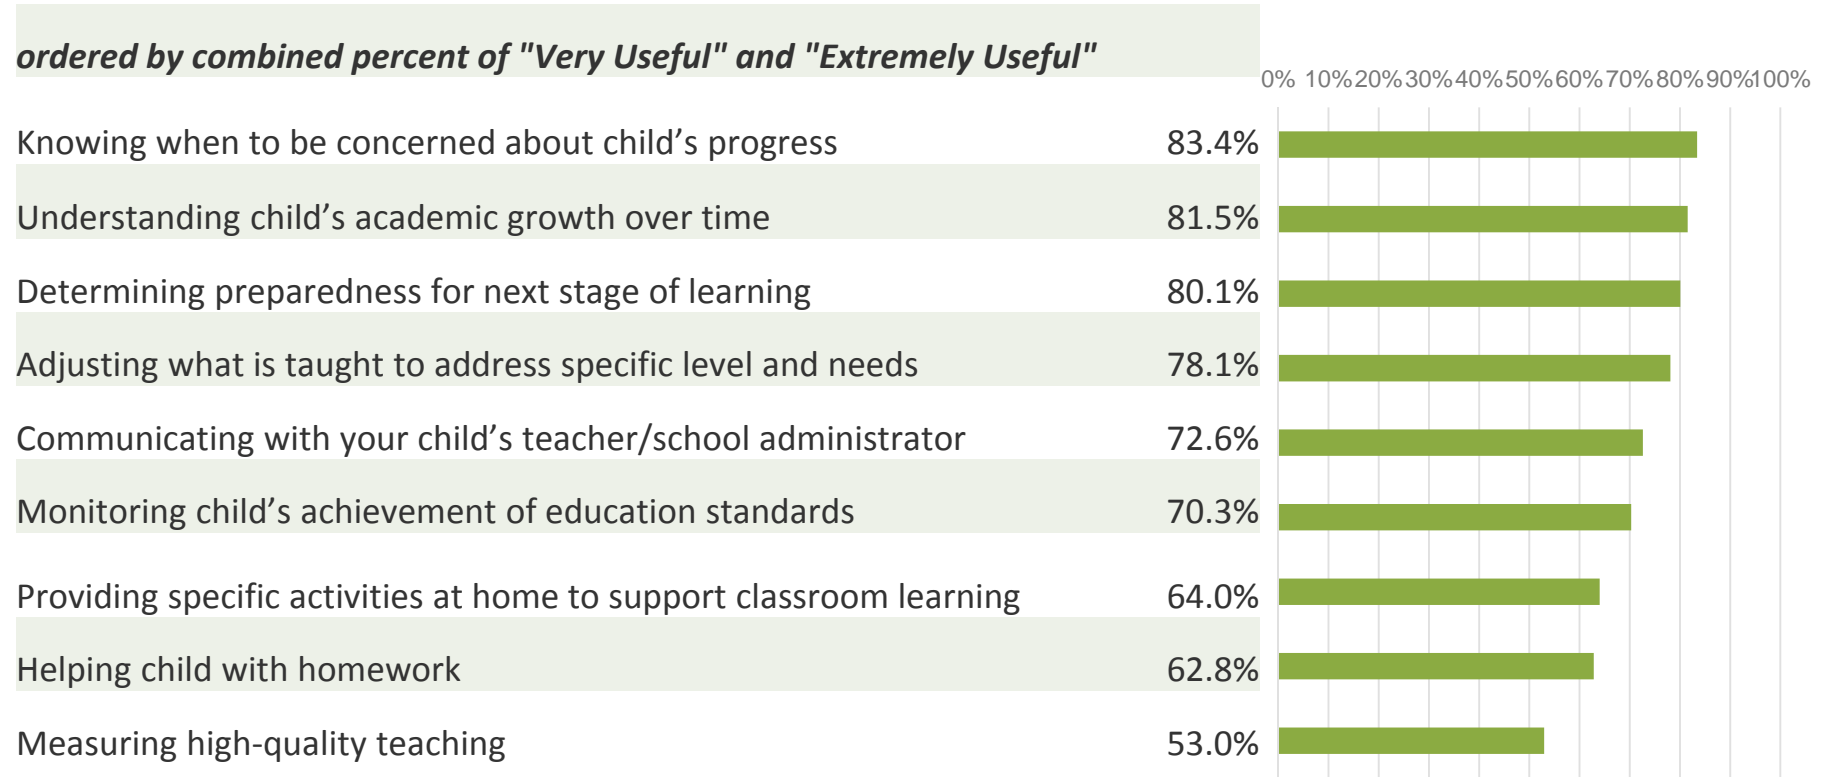 ordered by combined percent of "Very Useful" and "Extremely Useful"
0% 10% 20% 30% 40% 50% 60% 70% 80% 90% 100%
Knowing when to be concerned about child’s progress 83.4%
Understanding child’s academic growth over time 81.5%
Determining preparedness for next stage of learning 80.1%
Adjusting what is taught to address specific level and needs 78.1%
Communicating with your child’s teacher/school administrator 72.6%
Monitoring child’s achievement of education standards 70.3%
Providing specific activities at home to support classroom learning 64.0%
Helping child with homework 62.8%
Measuring high-quality teaching 53.0%